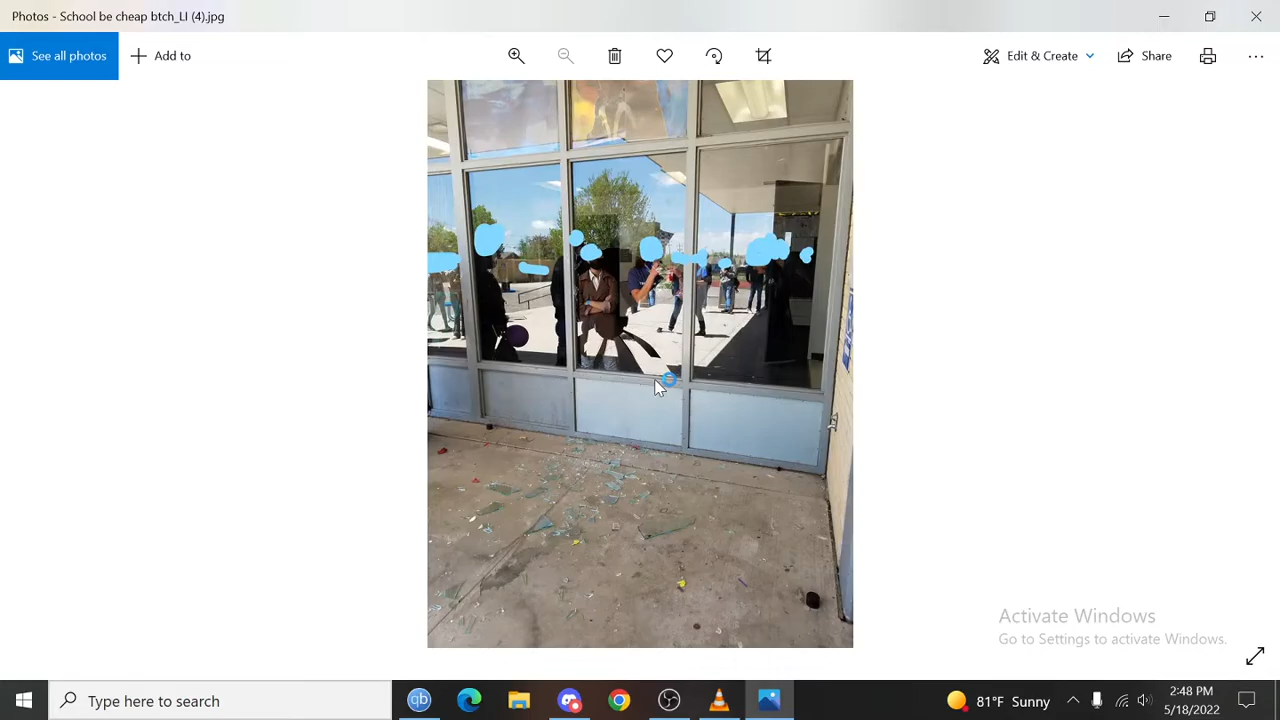 Photos - School be cheap btch_LI (4).jpg
See all photos
Add to
Edit & Create
Share
Activate Windows
Go to Settings to activate Windows.
Type here to search
81°F Sunny
2:48 PM
5/18/2022